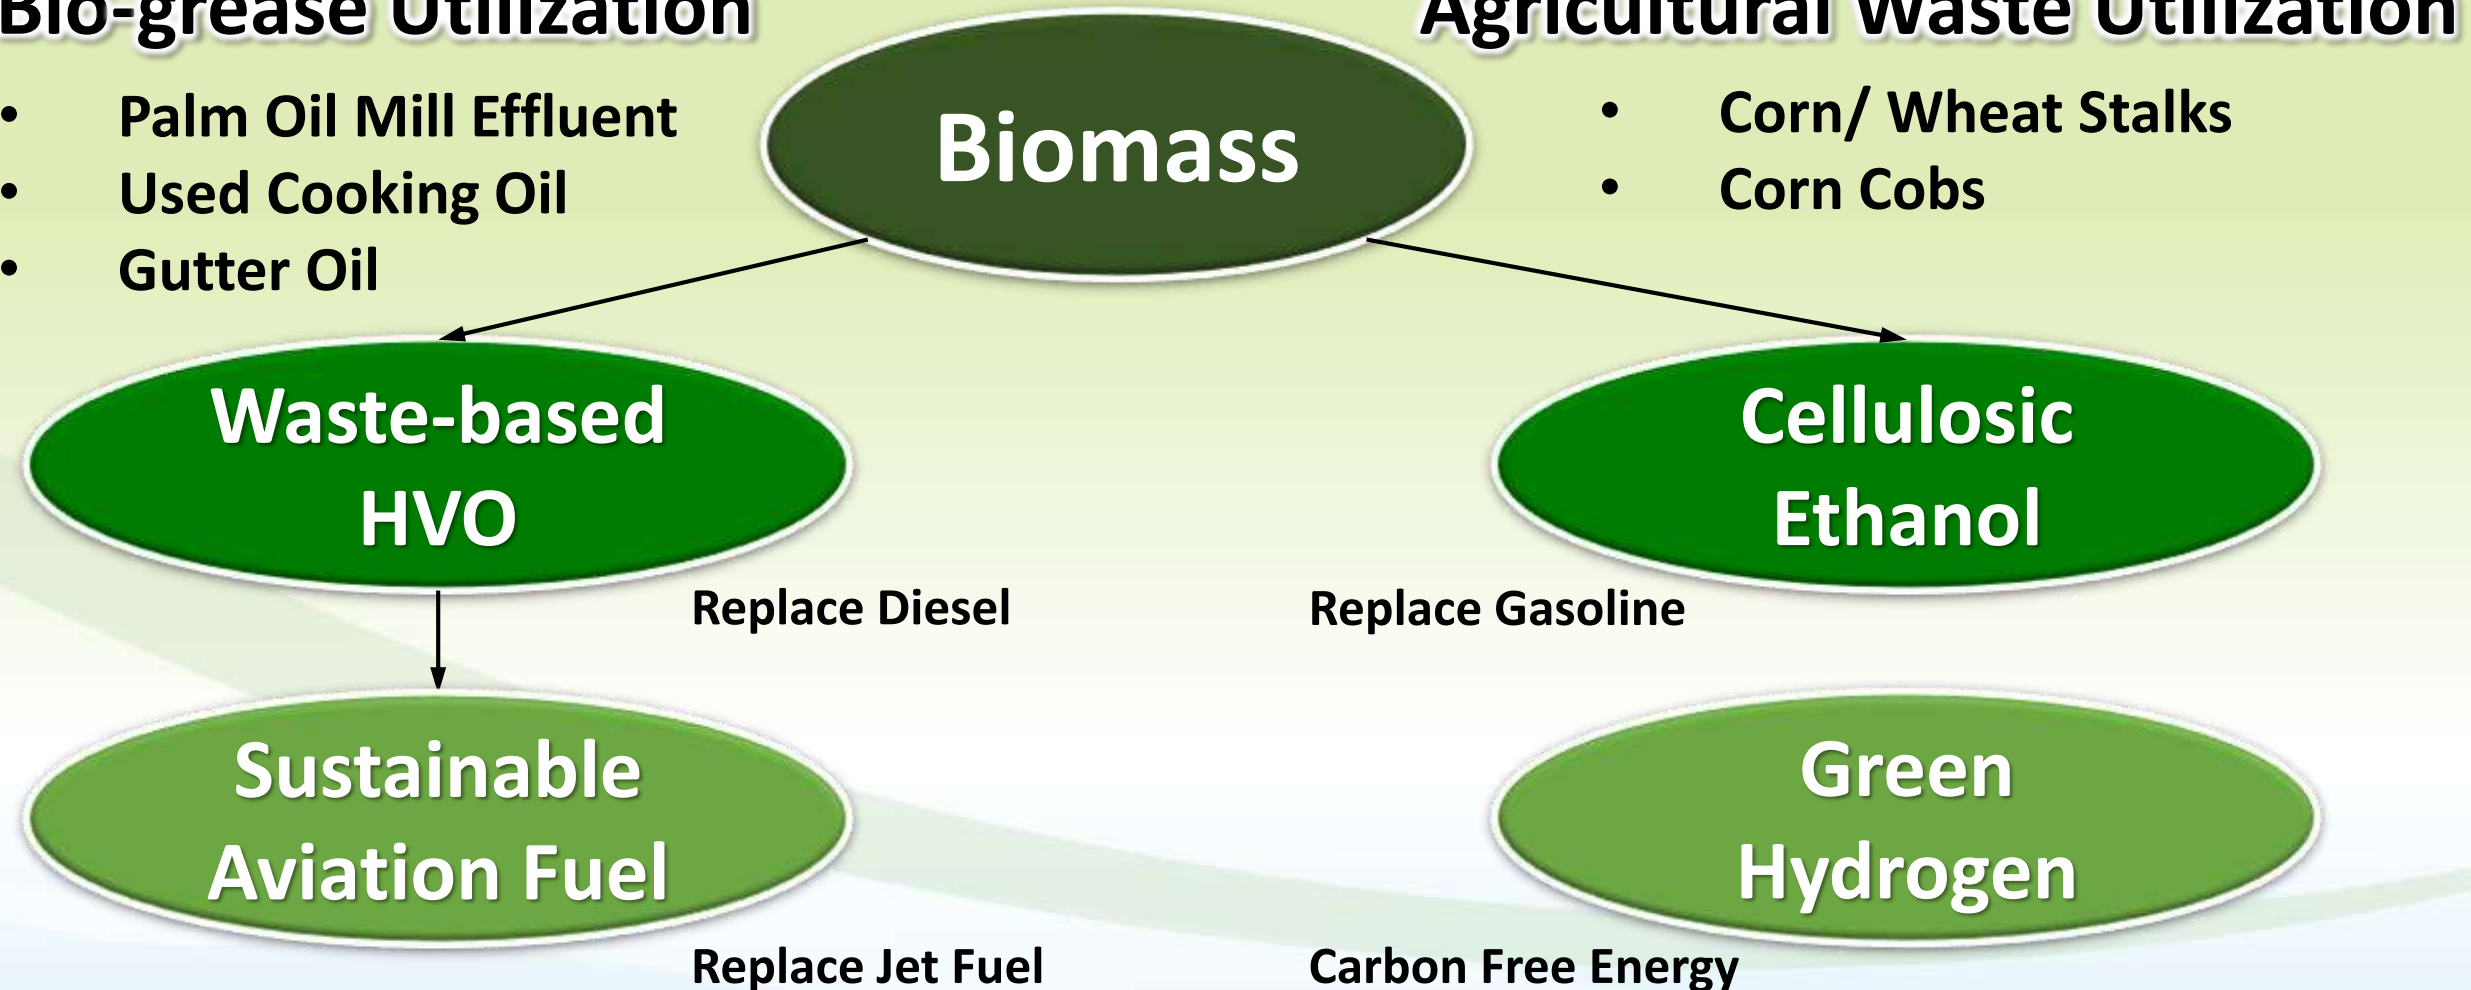 Bio-grease Utilization
• Palm Oil Mill Effluent
• Used Cooking Oil
• Gutter Oil
Biomass
Agricultural Waste Utilization
• Corn/ Wheat Stalks
• Corn Cobs
Waste-based
HVO
Replace Diesel
Cellulosic
Ethanol
Replace Gasoline
Sustainable
Aviation Fuel
Replace Jet Fuel
Green
Hydrogen
Carbon Free Energy